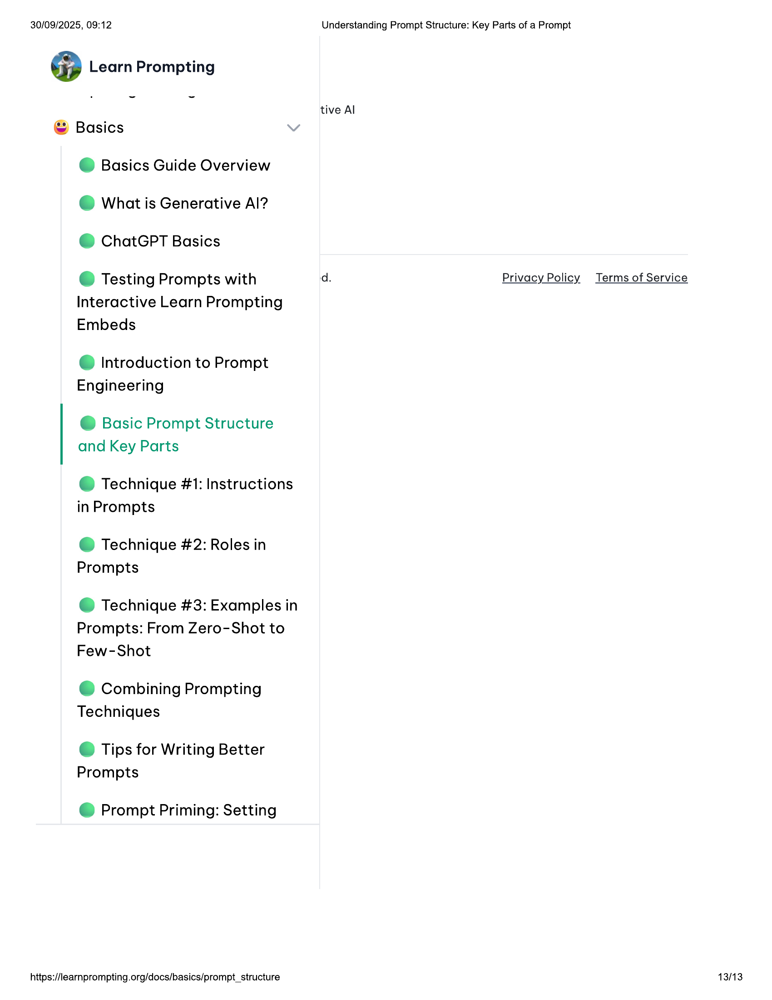 30/09/2025, 09:12
Understanding Prompt Structure: Key Parts of a Prompt
Learn Prompting
tive AI
Basics
Basics Guide Overview
What is Generative AI?
ChatGPT Basics
Testing Prompts with
Interactive Learn Prompting
Embeds
d.
Privacy Policy
Terms of Service
Introduction to Prompt
Engineering
Basic Prompt Structure
and Key Parts
Technique #1: Instructions
in Prompts
Technique #2: Roles in
Prompts
Technique #3: Examples in
Prompts: From Zero-Shot to
Few-Shot
Combining Prompting
Techniques
Tips for Writing Better
Prompts
Prompt Priming: Setting
https://learnprompting.org/docs/basics/prompt_structure
13/13